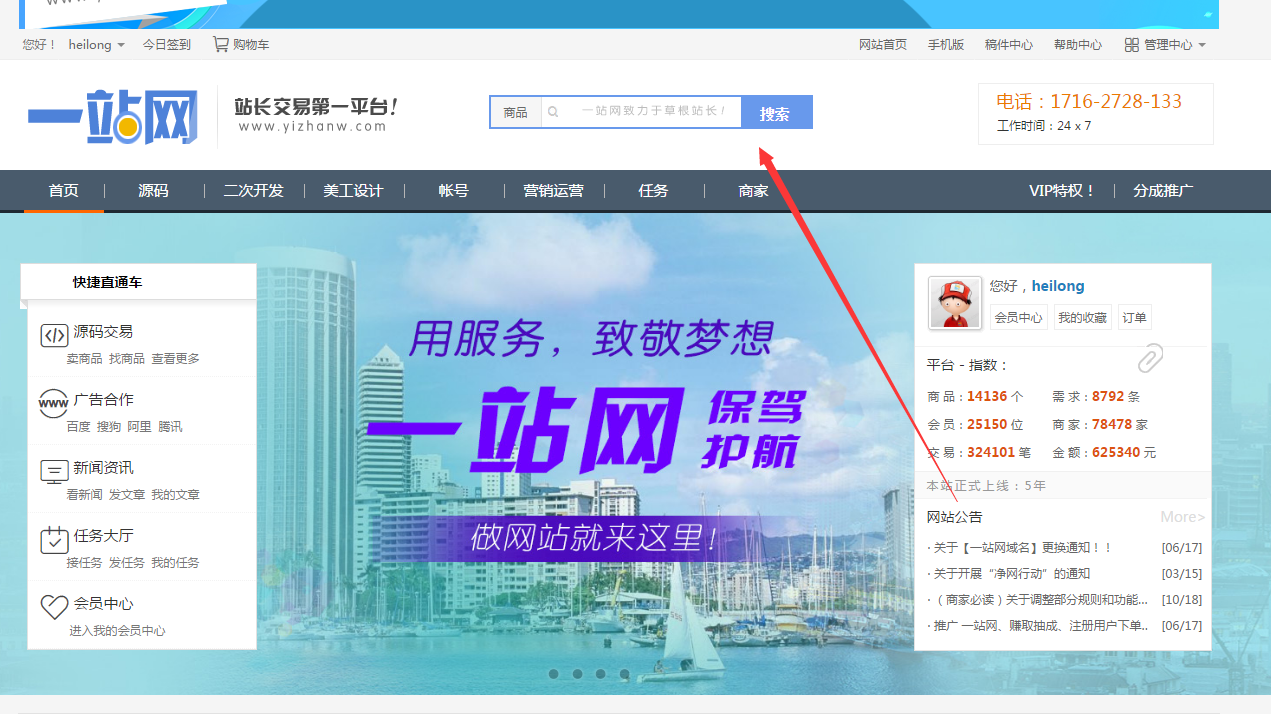 您好！ heilong 今日签到 购物车 网站首页 手机版 稿件中心 帮助中心 管理中心
一站网 站长交易第一平台！
www.yizhanw.com
商品 一站网致力于草根站长！ 搜索
电话：1716-2728-133
工作时间：24 x 7
首页 源码 二次开发 美工设计 帐号 营销运营 任务 商家 VIP特权！ 分成推广
快捷直通车
源码交易
卖商品 找商品 查看更多
www 广告合作
百度 搜狗 阿里 腾讯
新闻资讯
看新闻 发文章 我的文章
任务大厅
接任务 发任务 我的任务
会员中心
进入我的会员中心
用服务，致敬梦想
一站网 保驾
护航
做网站就来这里！
您好，heilong
会员中心 我的收藏 订单
平台 - 指数：
商 品：14136 个 需 求：8792 条
会 员：25150 位 商 家：78478 家
交 易：324101 笔 金 额：625340 元
本站正式上线：5年
网站公告 More>
· 关于【一站网域名】更换通知！！ [06/17]
· 关于开展“净网行动”的通知 [03/15]
· （商家必读）关于调整部分规则和功能... [10/18]
· 推广 一站网、赚取抽成、注册用户下单.. [06/17]